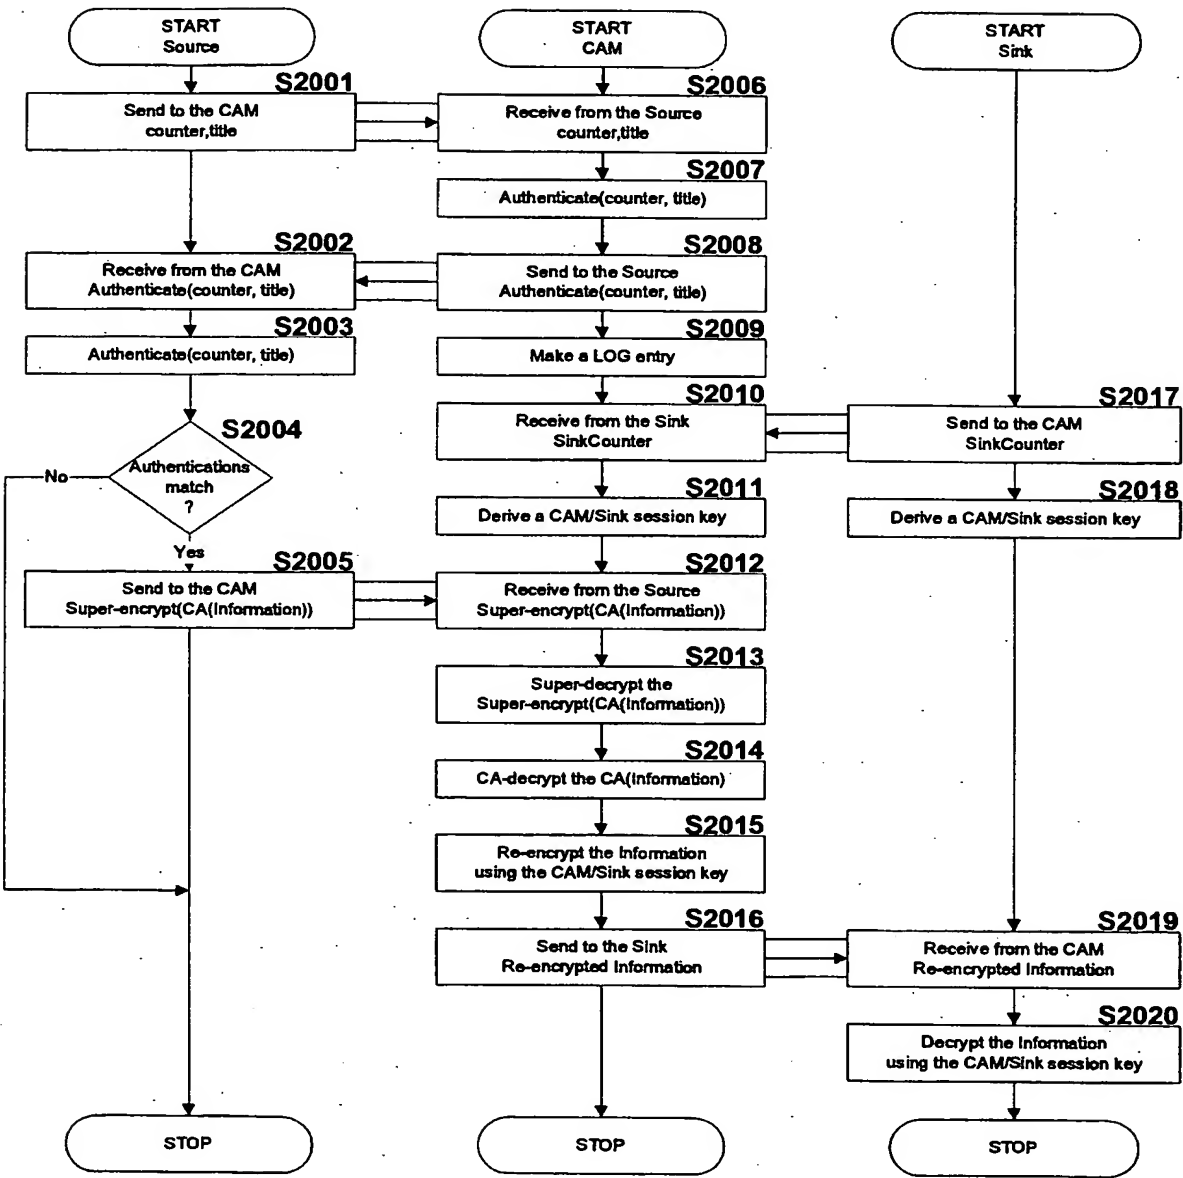 START
Source
S2001
Send to the CAM
counter,title
S2002
Receive from the CAM
Authenticate(counter, title)
S2003
Authenticate(counter, title)
S2004
Authentications
match
?
No
Yes
S2005
Send to the CAM
Super-encrypt(CA(Information))
STOP
START
CAM
S2006
Receive from the Source
counter,title
S2007
Authenticate(counter, title)
S2008
Send to the Source
Authenticate(counter, title)
S2009
Make a LOG entry
S2010
Receive from the Sink
SinkCounter
S2011
Derive a CAM/Sink session key
S2012
Receive from the Source
Super-encrypt(CA(Information))
S2013
Super-decrypt the
Super-encrypt(CA(Information))
S2014
CA-decrypt the CA(Information)
S2015
Re-encrypt the Information
using the CAM/Sink session key
S2016
Send to the Sink
Re-encrypted Information
STOP
START
Sink
S2017
Send to the CAM
SinkCounter
S2018
Derive a CAM/Sink session key
S2019
Receive from the CAM
Re-encrypted Information
S2020
Decrypt the Information
using the CAM/Sink session key
STOP